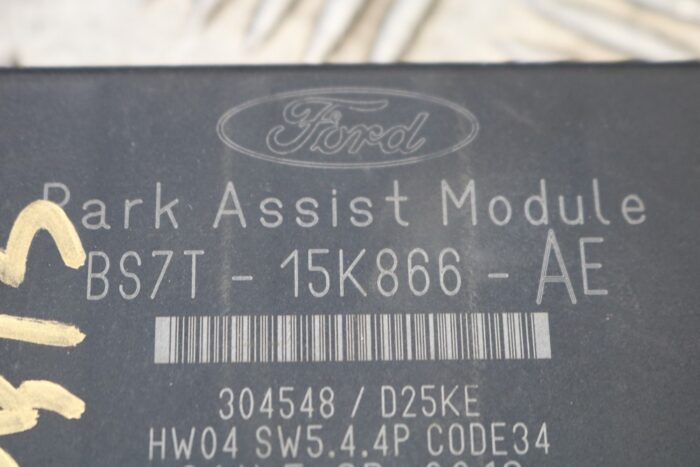 Ford
Park Assist Module
BS7T - 15K866 - AE
304548 / D25KE
HW04 SW5.4.4P CODE34